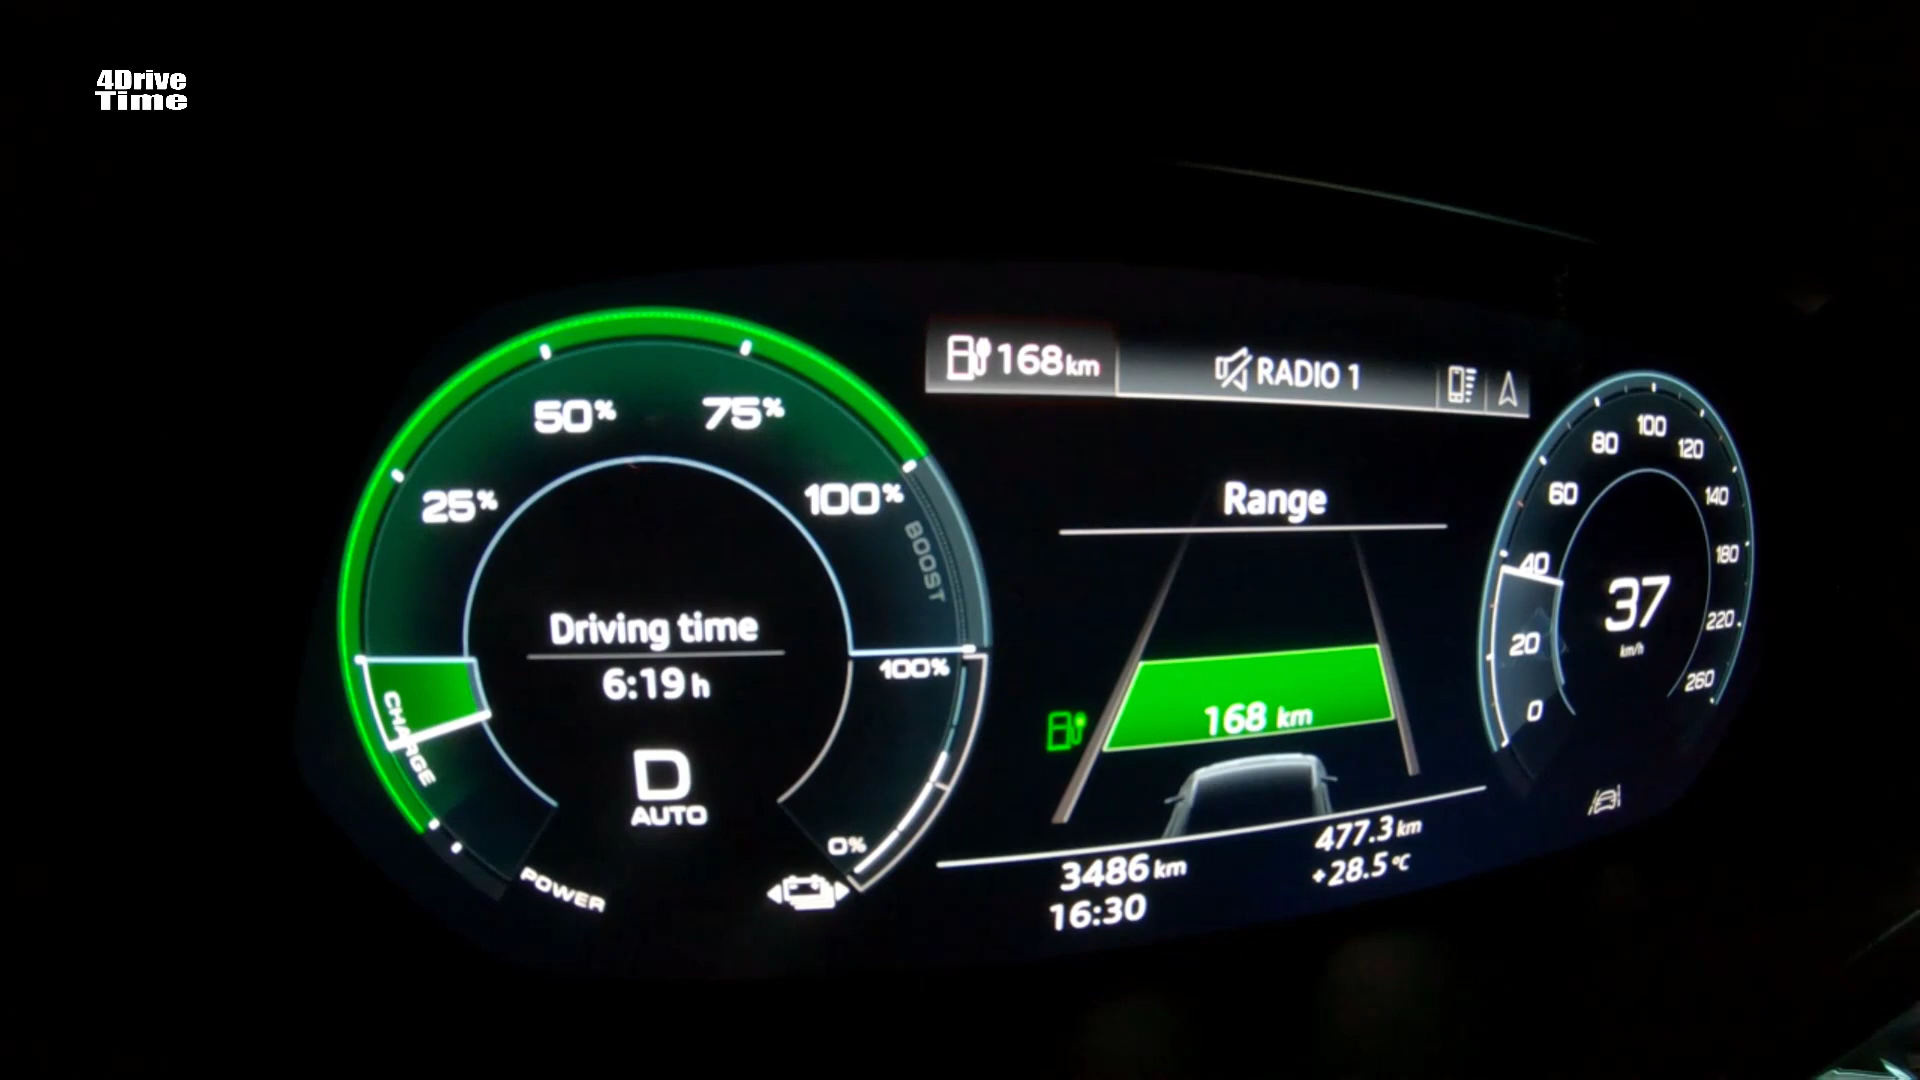 4Drive
Time
168 km
RADIO 1
25%
50%
75%
100%
BOOST
CHARGE
POWER
Driving time
6:19 h
D
AUTO
100%
0%
Range
168 km
3486 km
477.3 km
16:30
+28.5 °C
0
20
40
60
80
100
120
140
180
220
260
37
km/h